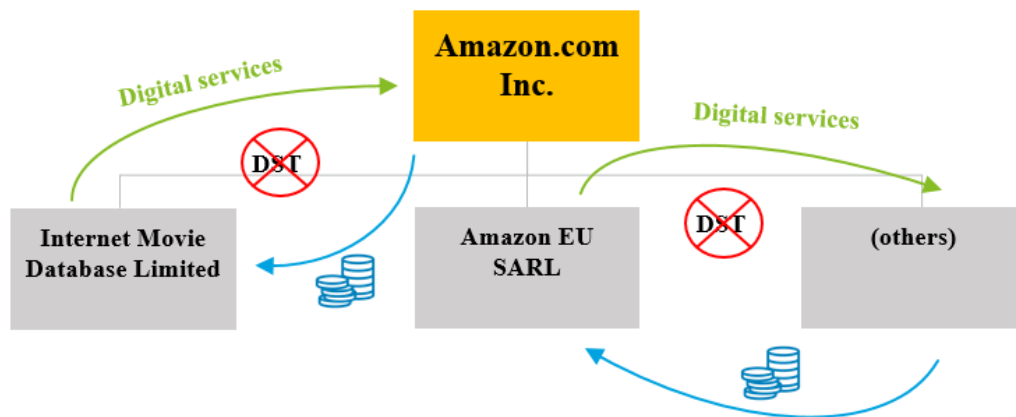 Amazon.com
Inc.
Digital services
Digital services
DST
DST
Internet Movie
Database Limited
Amazon EU
SARL
(others)